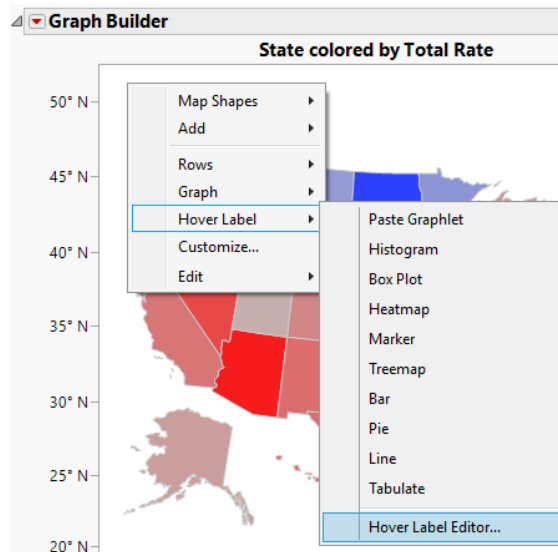 Graph Builder
State colored by Total Rate
50° N
45° N
40° N
35° N
30° N
25° N
20° N
Map Shapes
Add
Rows
Graph
Hover Label
Customize...
Edit
Paste Graphlet
Histogram
Box Plot
Heatmap
Marker
Treemap
Bar
Pie
Line
Tabulate
Hover Label Editor...